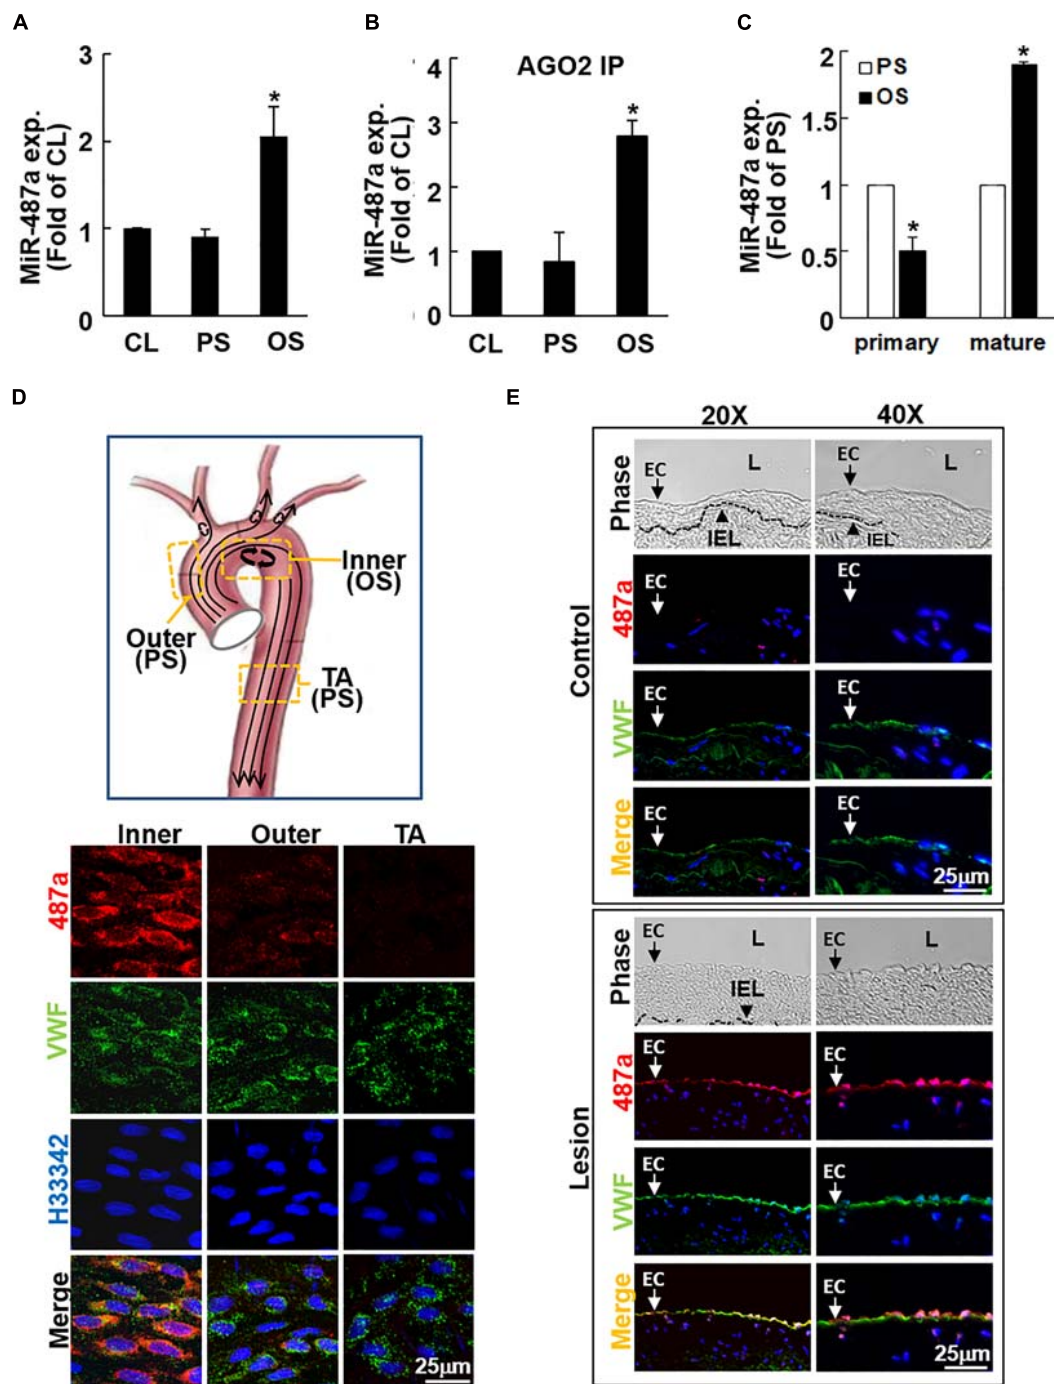 A
MiR-487a exp.
(Fold of CL)
3
2
1
0
*
CL PS OS
B
AGO2 IP
MiR-487a exp.
(Fold of CL)
4
3
2
1
0
*
CL PS OS
C
MiR-487a exp.
(Fold of PS)
2
1.5
1
0.5
0
PS
OS
*
*
primary mature
D
Inner
(OS)
Outer
(PS)
TA
(PS)
Inner Outer TA
487a
VWF
H33342
Merge
25μm
E
20X 40X
Control
Phase
EC L EC L
IEL IEL
487a
EC EC
VWF
EC EC
Merge
EC EC
25μm
Lesion
Phase
EC L EC L
IEL
487a
EC EC
VWF
EC EC
Merge
EC EC
25μm